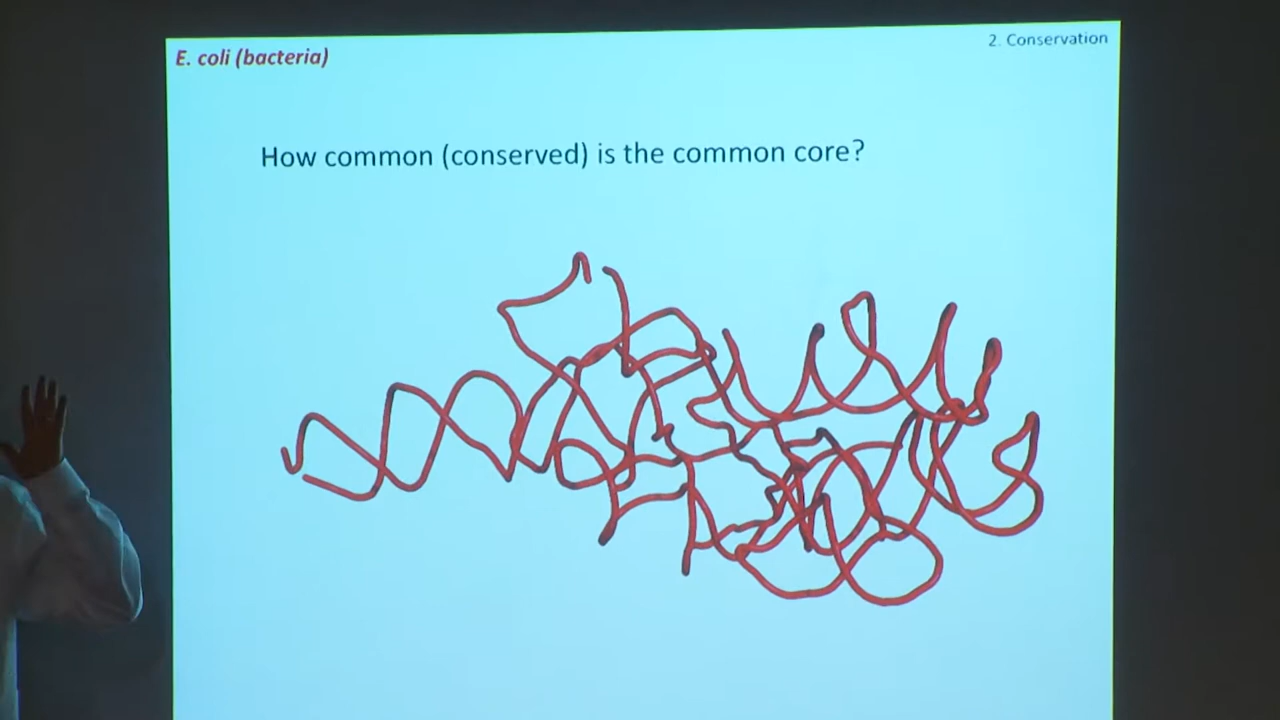 E. coli (bacteria)
2. Conservation
How common (conserved) is the common core?